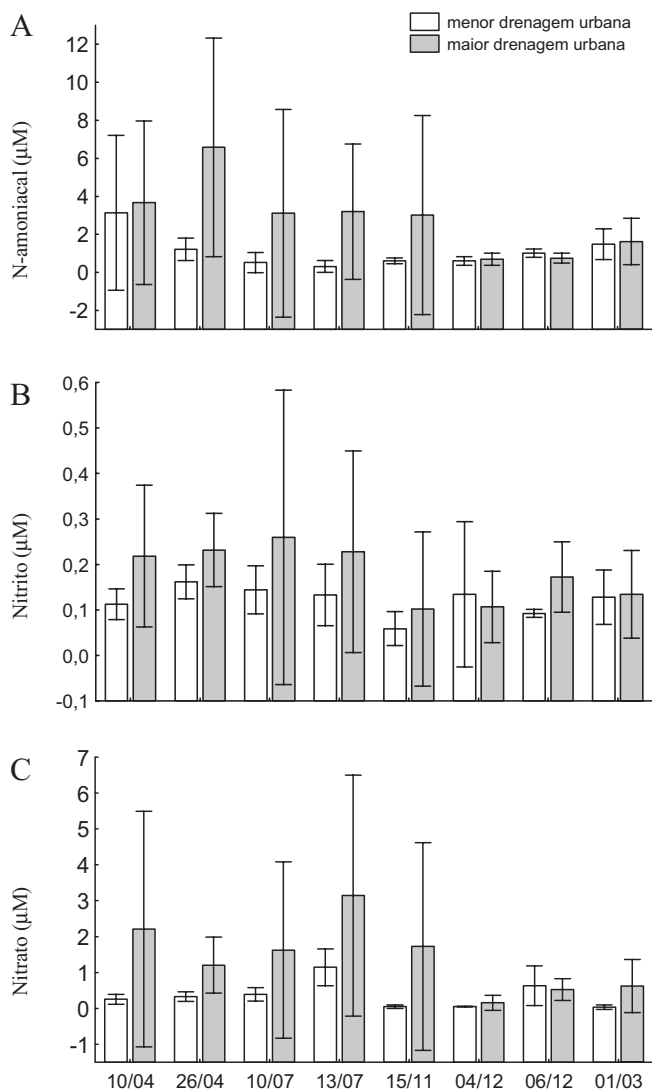 A
menor drenagem urbana
maior drenagem urbana
12
10
8
6
4
2
0
-2
N-amoniacal (µM)
B
0,6
0,5
0,4
0,3
0,2
0,1
0,0
-0,1
Nitrito (µM)
C
7
6
5
4
3
2
1
0
-1
Nitrato (µM)
10/04 26/04 10/07 13/07 15/11 04/12 06/12 01/03